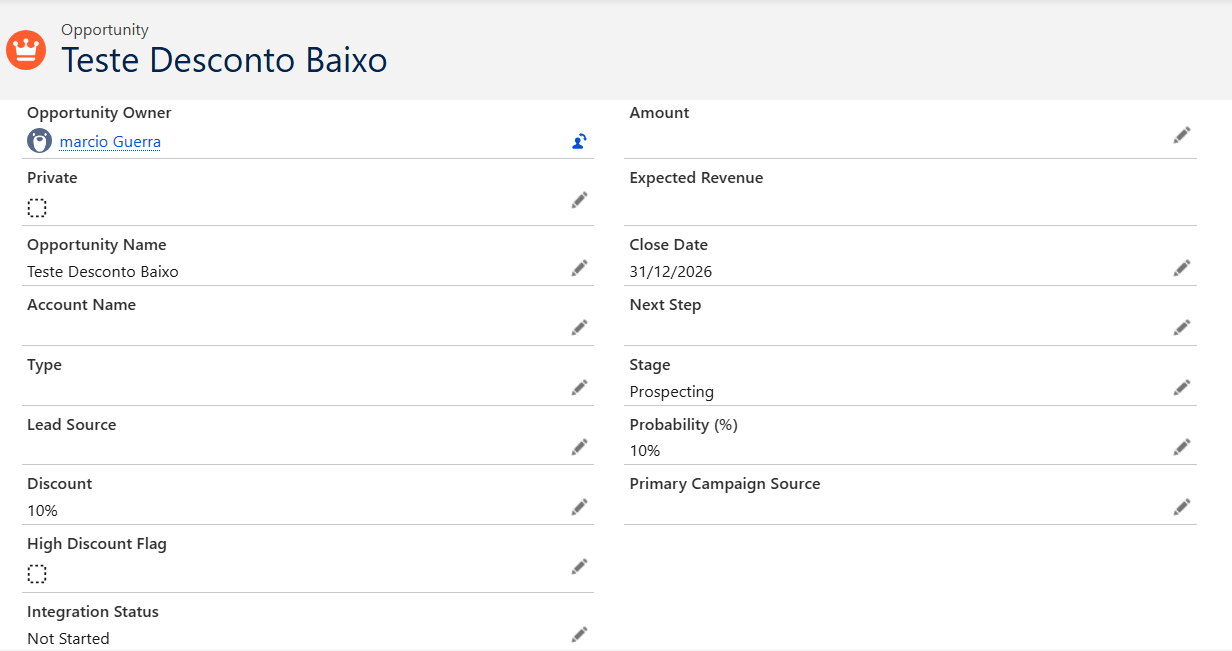 Opportunity
Teste Desconto Baixo
Opportunity Owner
marcio Guerra
Amount
Private
Expected Revenue
Opportunity Name
Teste Desconto Baixo
Close Date
31/12/2026
Account Name
Next Step
Type
Stage
Prospecting
Lead Source
Probability (%)
10%
Discount
10%
Primary Campaign Source
High Discount Flag
Integration Status
Not Started